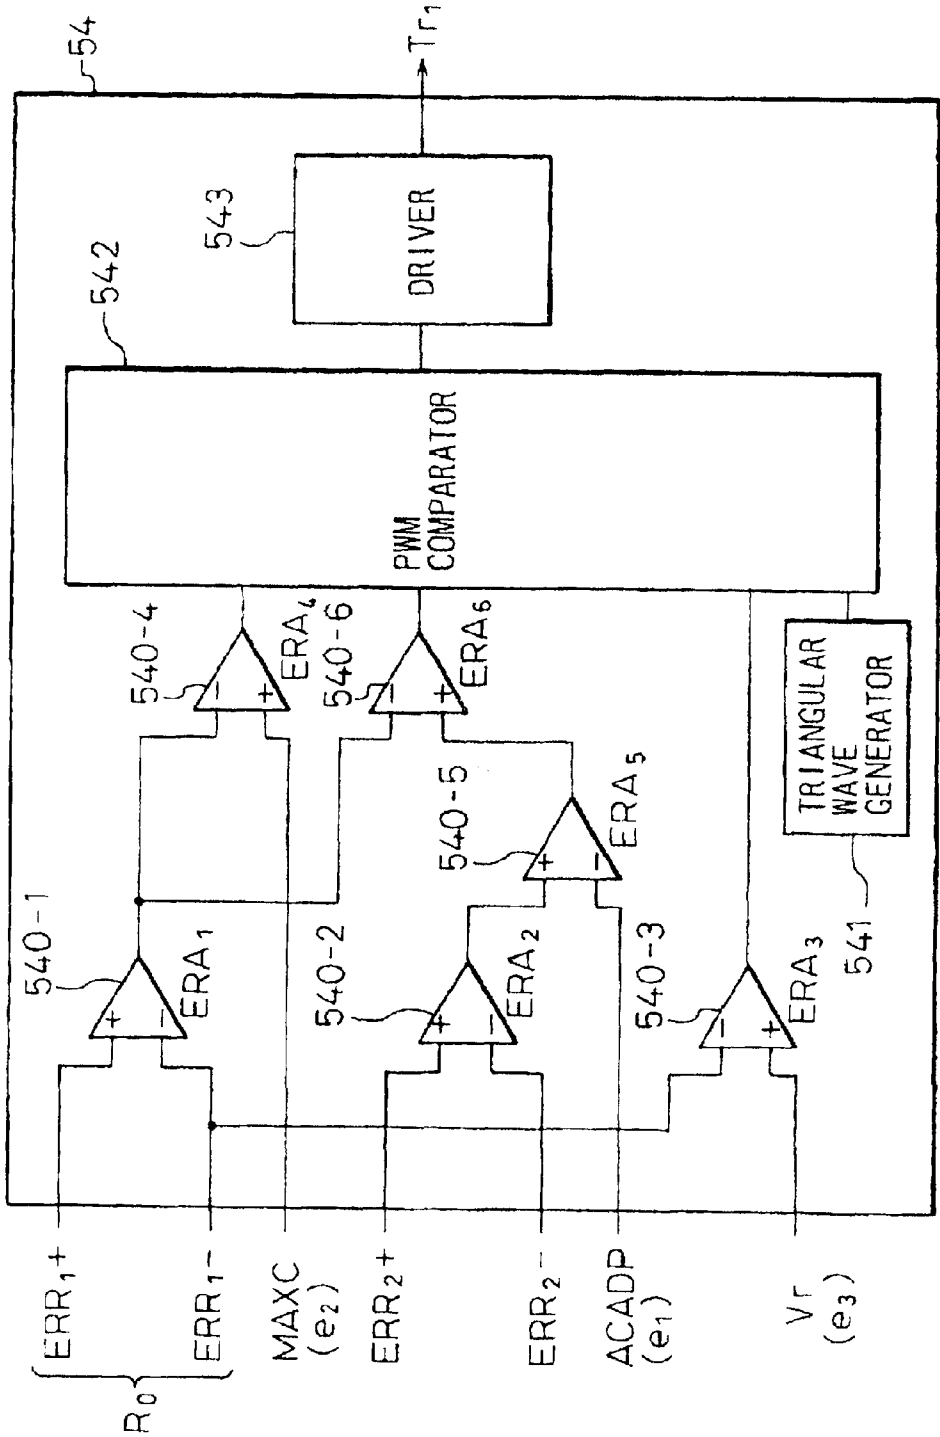 54
Tr₁
543
DRIVER
542
PWM
COMPARATOR
540-4
−
+
ERA₄
540-6
−
+
ERA₆
540-5
+
−
ERA₅
TRIANGULAR
WAVE
GENERATOR
541
540-1
+
−
ERA₁
540-2
+
−
ERA₂
540-3
−
+
ERA₃
R₀
ERR₁+
ERR₁−
MAXC
(e₂)
ERR₂+
ERR₂−
ACADP
(e₁)
Vr
(e₃)